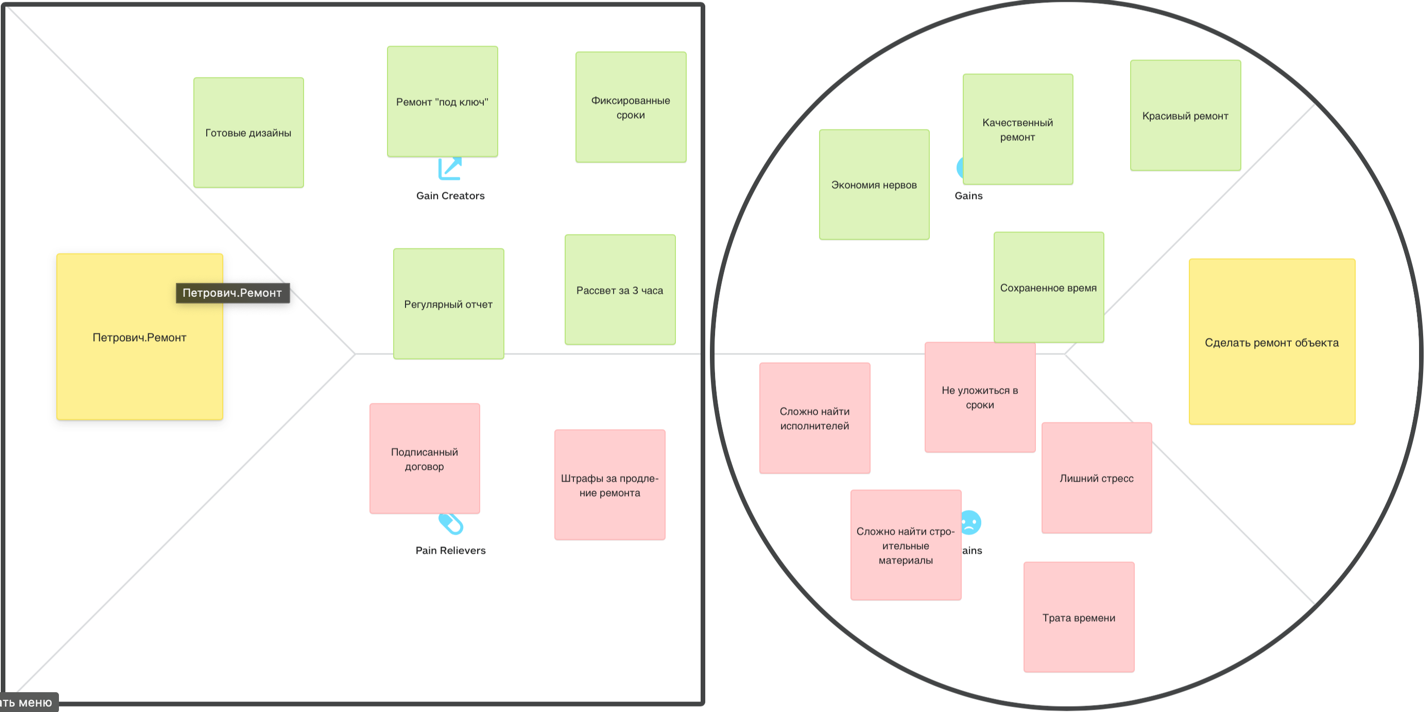 Готовые дизайны
Ремонт "под ключ"
Фиксированные
сроки
Gain Creators
Петрович.Ремонт
Петрович.Ремонт
Регулярный отчет
Рассвет за 3 часа
Подписанный
договор
Штрафы за продле-
ние ремонта
Pain Relievers
ать меню
Экономия нервов
Качественный
ремонт
Красивый ремонт
Gains
Сохраненное время
Сделать ремонт объекта
Сложно найти
исполнителей
Не уложиться в
сроки
Лишний стресс
Сложно найти стро-
ительные
материалы
ains
Трата времени